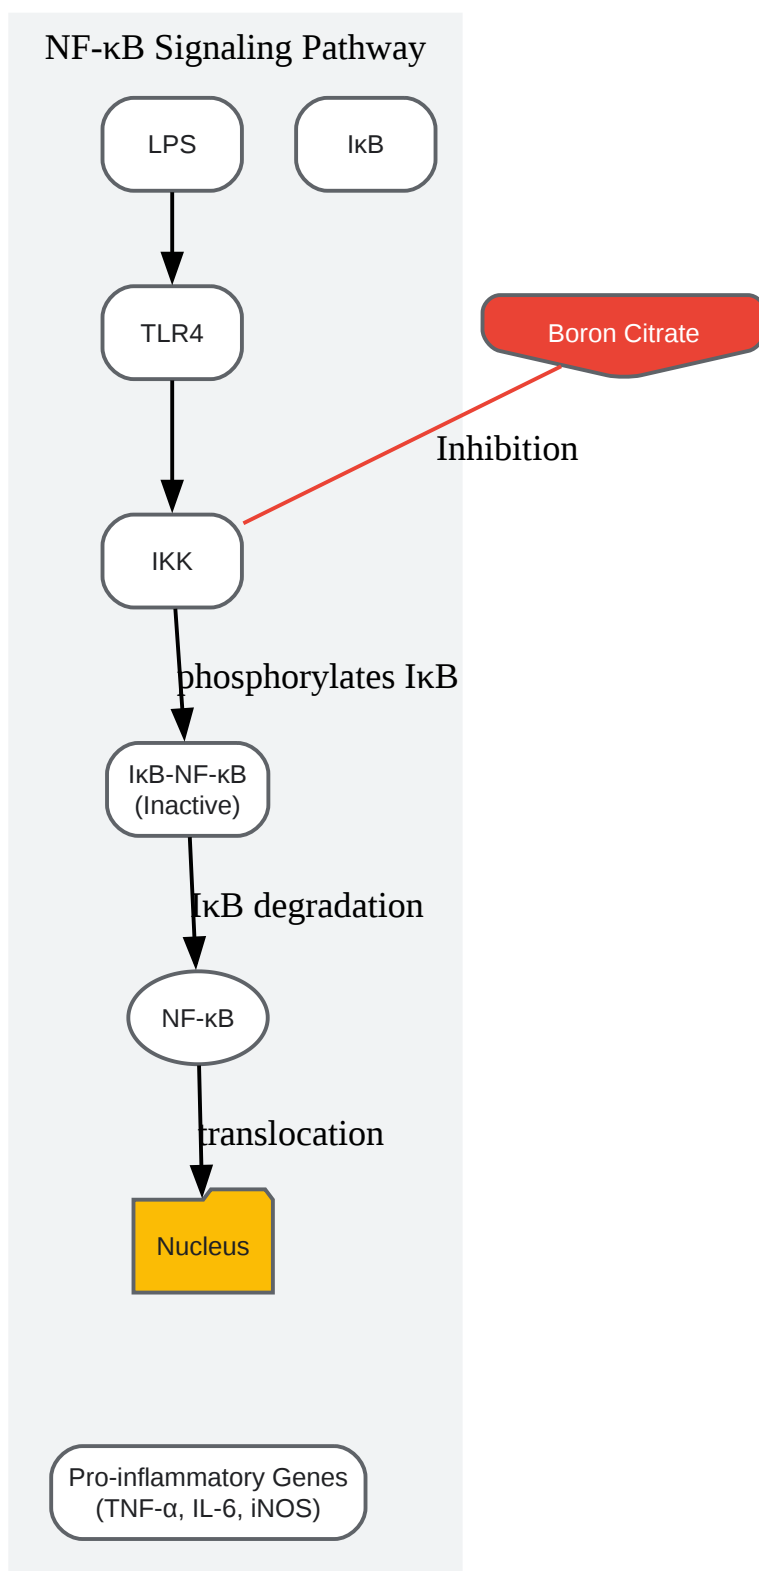 NF-κB Signaling Pathway
LPS
IκB
TLR4
Boron Citrate
Inhibition
IKK
phosphorylates IκB
IκB-NF-κB
(Inactive)
IκB degradation
NF-κB
translocation
Nucleus
Pro-inflammatory Genes
(TNF-α, IL-6, iNOS)